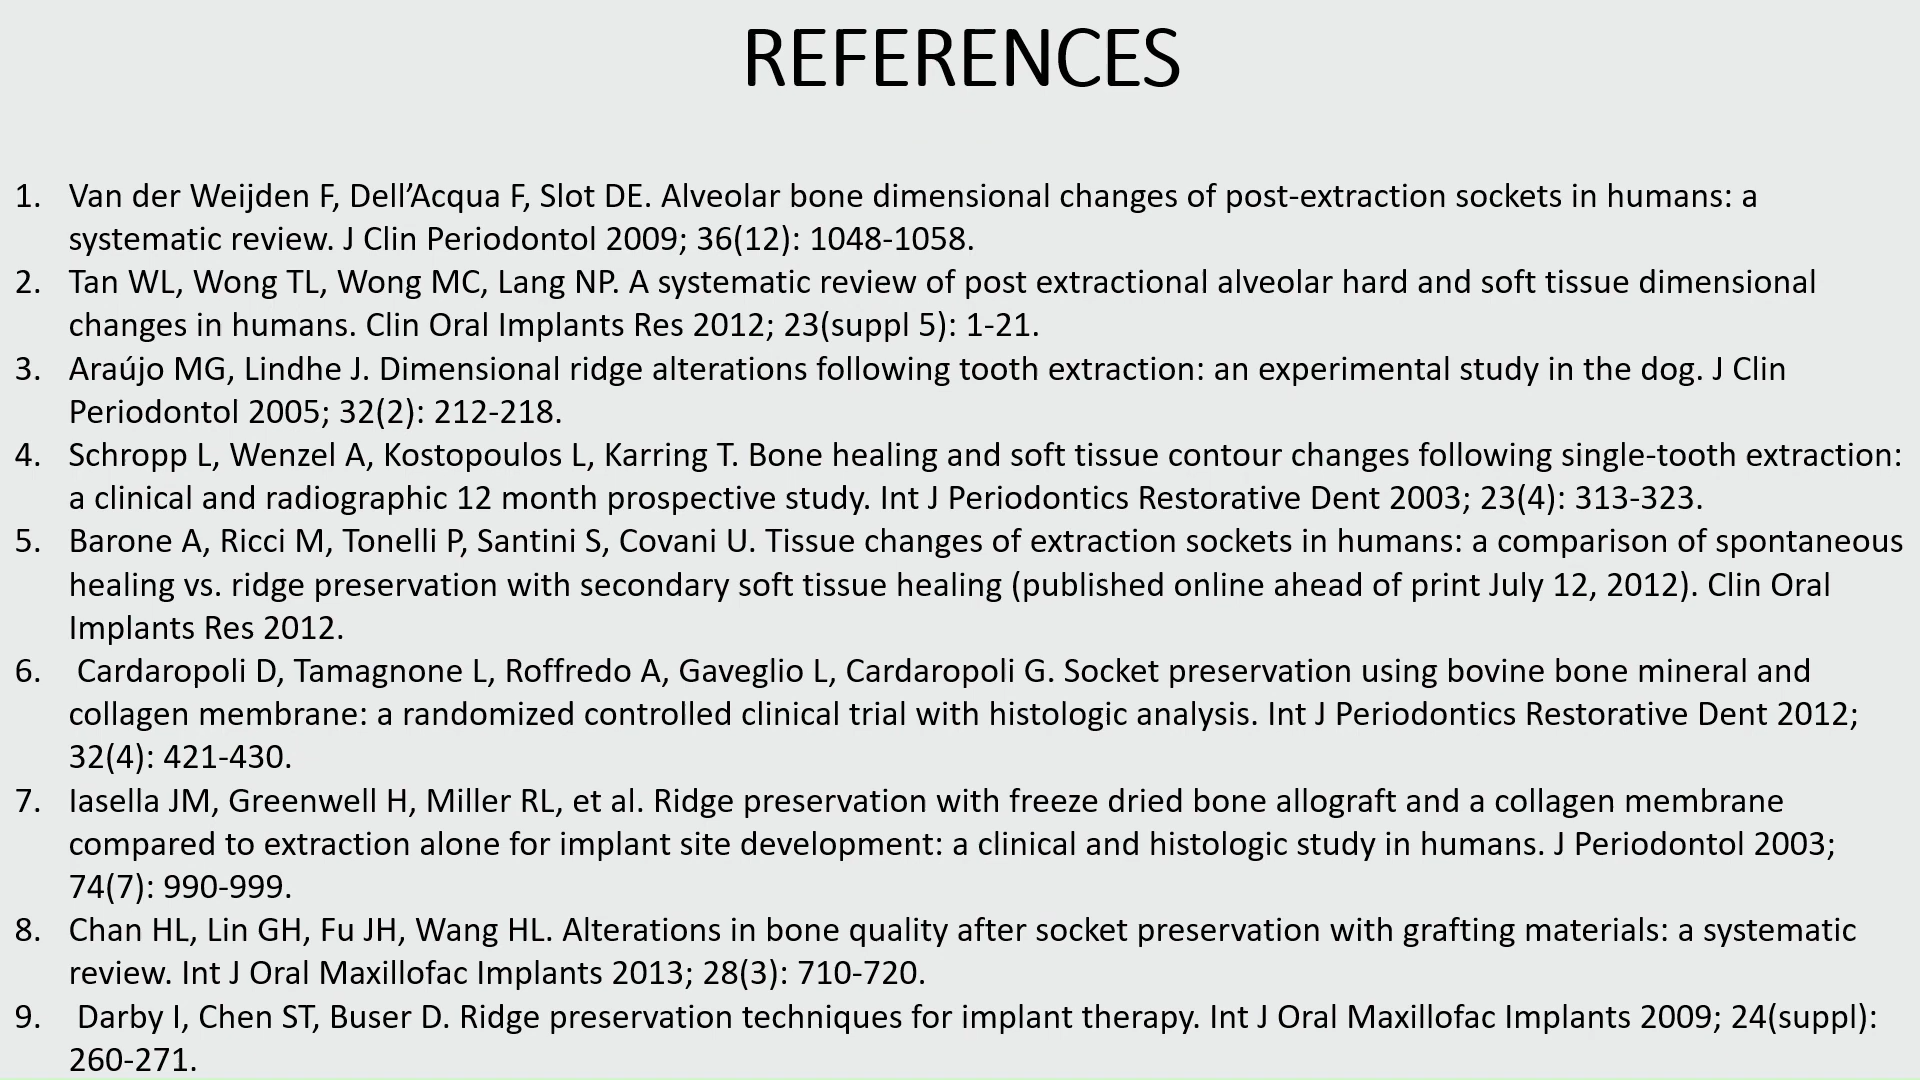 REFERENCES
1. Van der Weijden F, Dell’Acqua F, Slot DE. Alveolar bone dimensional changes of post-extraction sockets in humans: a
systematic review. J Clin Periodontol 2009; 36(12): 1048-1058.
2. Tan WL, Wong TL, Wong MC, Lang NP. A systematic review of post extractional alveolar hard and soft tissue dimensional
changes in humans. Clin Oral Implants Res 2012; 23(suppl 5): 1-21.
3. Araújo MG, Lindhe J. Dimensional ridge alterations following tooth extraction: an experimental study in the dog. J Clin
Periodontol 2005; 32(2): 212-218.
4. Schropp L, Wenzel A, Kostopoulos L, Karring T. Bone healing and soft tissue contour changes following single-tooth extraction:
a clinical and radiographic 12 month prospective study. Int J Periodontics Restorative Dent 2003; 23(4): 313-323.
5. Barone A, Ricci M, Tonelli P, Santini S, Covani U. Tissue changes of extraction sockets in humans: a comparison of spontaneous
healing vs. ridge preservation with secondary soft tissue healing (published online ahead of print July 12, 2012). Clin Oral
Implants Res 2012.
6. Cardaropoli D, Tamagnone L, Roffredo A, Gaveglio L, Cardaropoli G. Socket preservation using bovine bone mineral and
collagen membrane: a randomized controlled clinical trial with histologic analysis. Int J Periodontics Restorative Dent 2012;
32(4): 421-430.
7. Iasella JM, Greenwell H, Miller RL, et al. Ridge preservation with freeze dried bone allograft and a collagen membrane
compared to extraction alone for implant site development: a clinical and histologic study in humans. J Periodontol 2003;
74(7): 990-999.
8. Chan HL, Lin GH, Fu JH, Wang HL. Alterations in bone quality after socket preservation with grafting materials: a systematic
review. Int J Oral Maxillofac Implants 2013; 28(3): 710-720.
9. Darby I, Chen ST, Buser D. Ridge preservation techniques for implant therapy. Int J Oral Maxillofac Implants 2009; 24(suppl):
260-271.